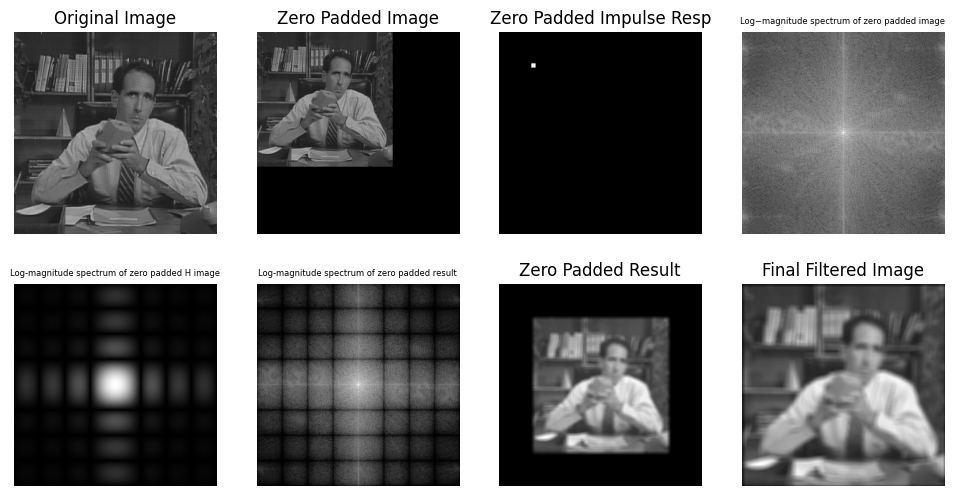 Original Image
Zero Padded Image
Zero Padded Impulse Resp
Log−magnitude spectrum of zero padded image
Log-magnitude spectrum of zero padded H image
Log-magnitude spectrum of zero padded result
Zero Padded Result
Final Filtered Image